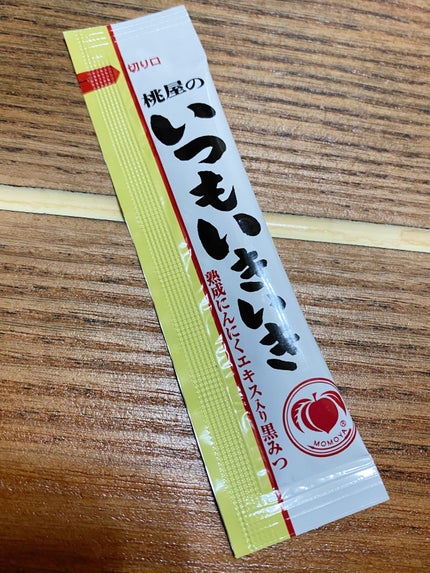 切り口
桃屋の
いつもいきいき
熟成にんにくエキス入り黒みつ
MOMOYA®